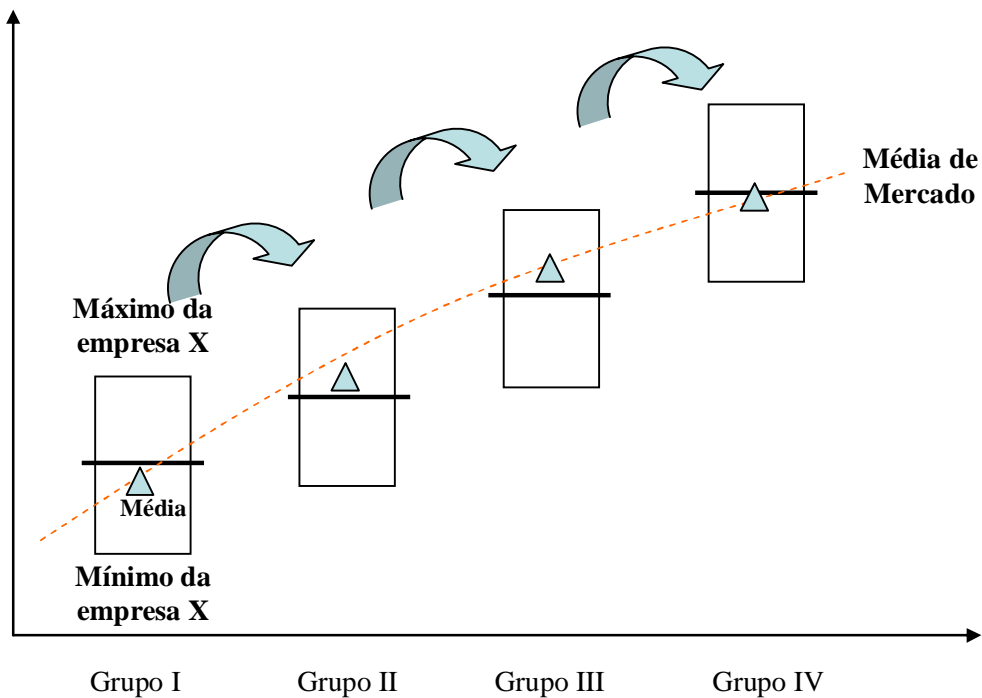 Média de
Mercado
Máximo da
empresa X
Média
Mínimo da
empresa X
Grupo I
Grupo II
Grupo III
Grupo IV